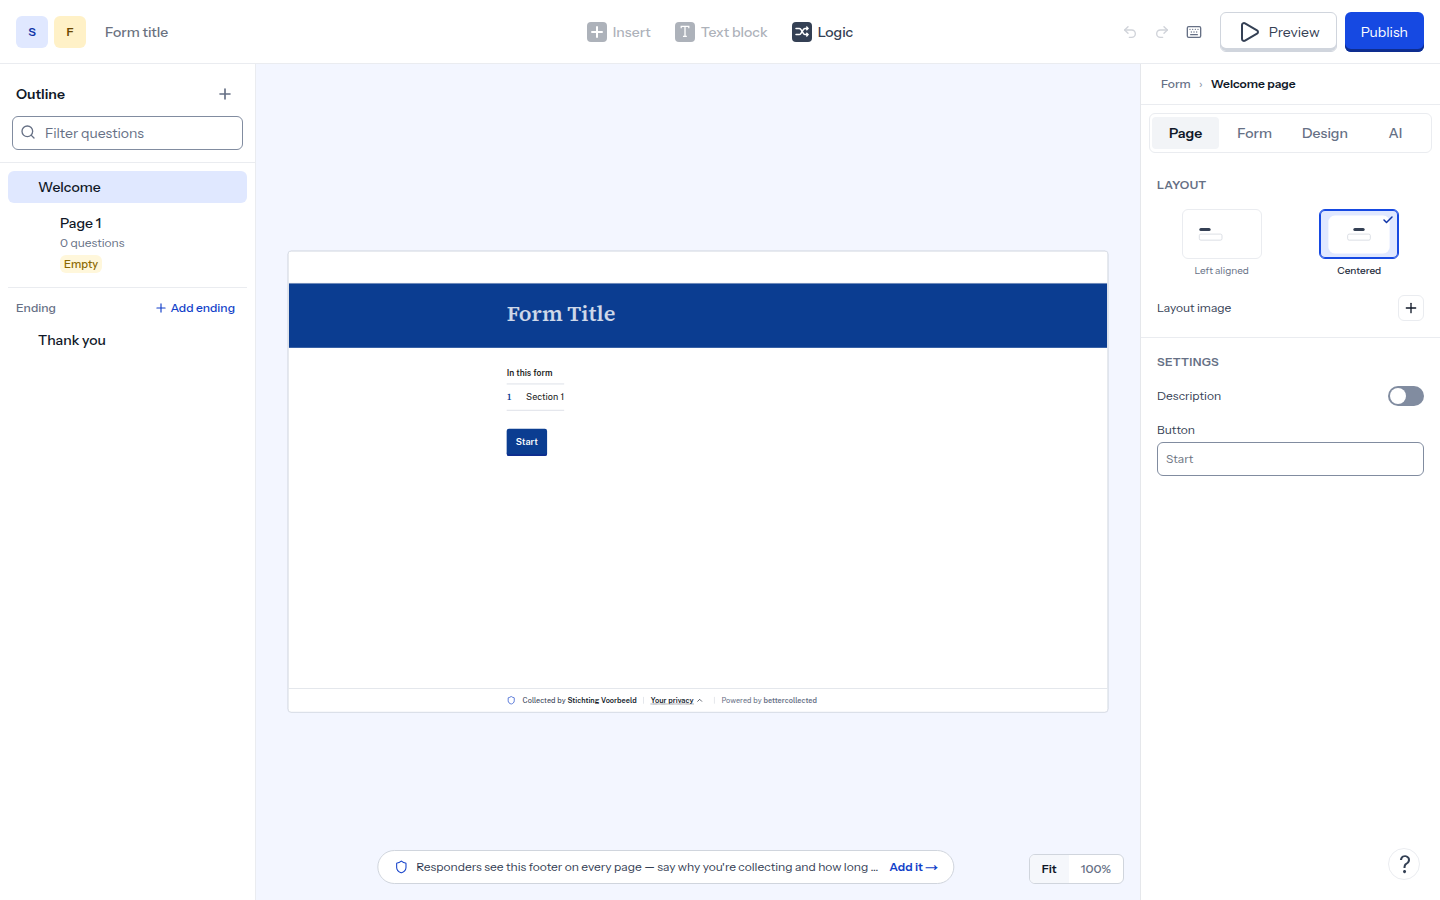 S
F
Form title
Insert
Text block
Logic
Preview
Publish
Outline
Filter questions
Welcome
Page 1
0 questions
Empty
Ending
Add ending
Thank you
Form Title
In this form
1 Section 1
Start
Collected by Stichting Voorbeeld
Your privacy
Powered by bettercollected
Responders see this footer on every page — say why you're collecting and how long ...
Add it →
Fit
100%
Form › Welcome page
Page
Form
Design
AI
LAYOUT
Left aligned
Centered
Layout image
SETTINGS
Description
Button
Start
?